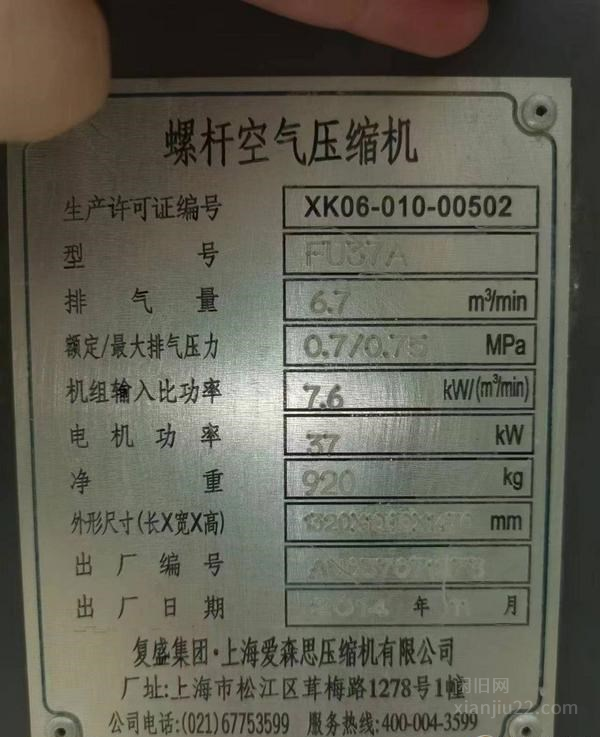 螺杆空气压缩机
生产许可证编号 XK06-010-00502
型号 FU37A
排气量 6.7 m³/min
额定/最大排气压力 0.7/0.75 MPa
机组输入比功率 7.6 kW/(m³/min)
电机功率 37 kW
净重 920 kg
外形尺寸(长X宽X高) mm
出厂编号
出厂日期 2014 年 11 月
复盛集团·上海爱森思压缩机有限公司
厂址:上海市松江区茸梅路1278号1幢
公司电话:(021)67753599 服务热线:400-004-3599
闲旧网
xianjiu22.com